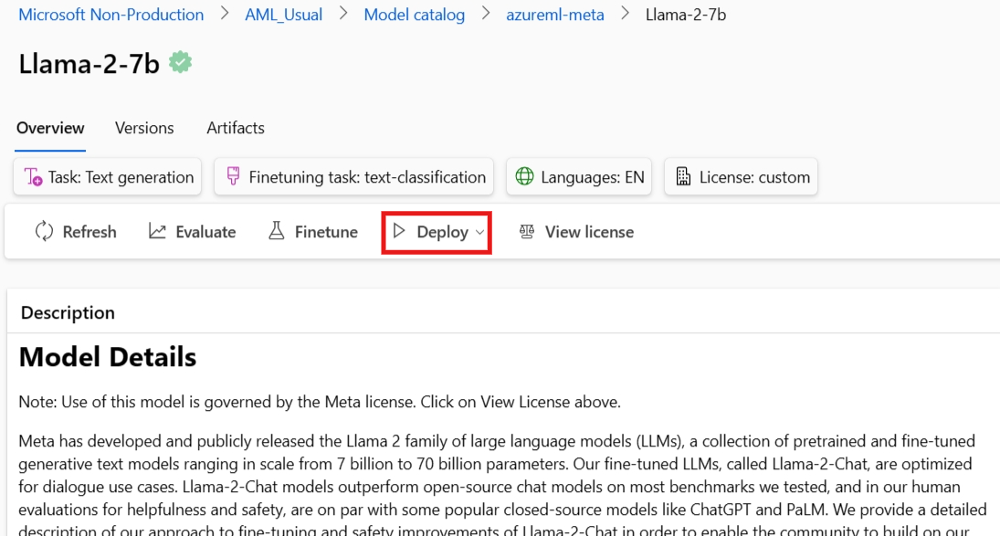 Microsoft Non-Production > AML_Usual > Model catalog > azureml-meta > Llama-2-7b
Llama-2-7b
Overview Versions Artifacts
Task: Text generation Finetuning task: text-classification Languages: EN License: custom
Refresh Evaluate Finetune Deploy View license
Description
Model Details
Note: Use of this model is governed by the Meta license. Click on View License above.
Meta has developed and publicly released the Llama 2 family of large language models (LLMs), a collection of pretrained and fine-tuned
generative text models ranging in scale from 7 billion to 70 billion parameters. Our fine-tuned LLMs, called Llama-2-Chat, are optimized
for dialogue use cases. Llama-2-Chat models outperform open-source chat models on most benchmarks we tested, and in our human
evaluations for helpfulness and safety, are on par with some popular closed-source models like ChatGPT and PaLM. We provide a detailed
description of our approach to fine-tuning and safety improvements of Llama-2-Chat in order to enable the community to build on our